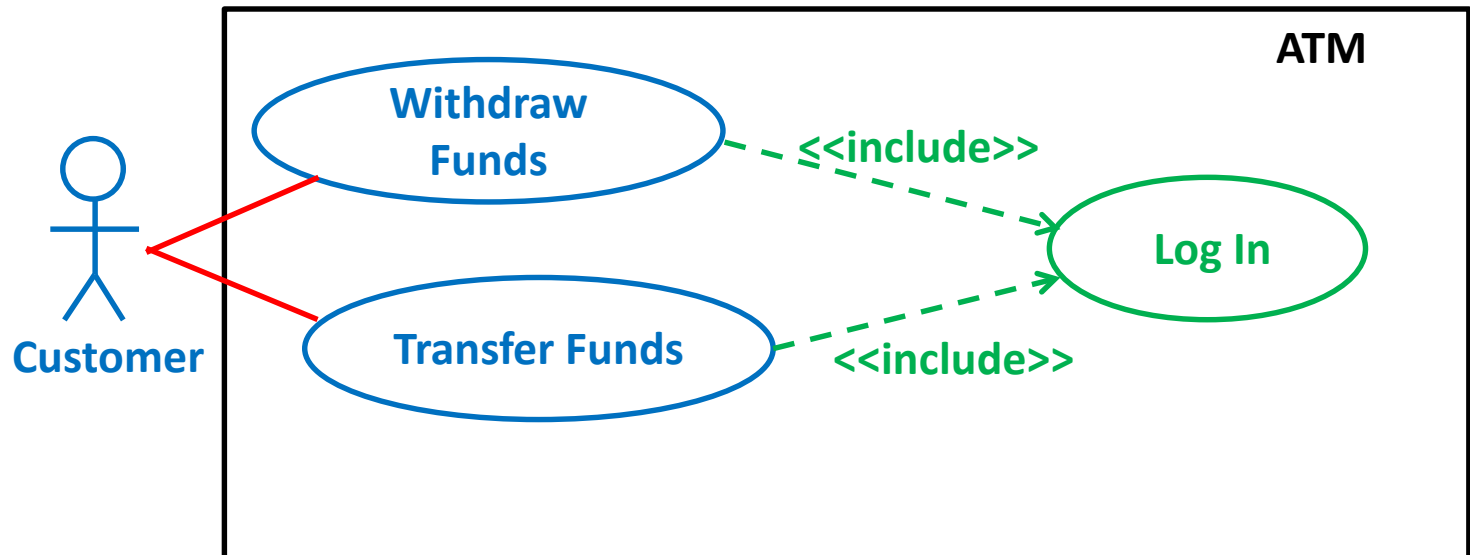 ATM
Withdraw
Funds
<<include>>
Log In
Transfer Funds
<<include>>
Customer